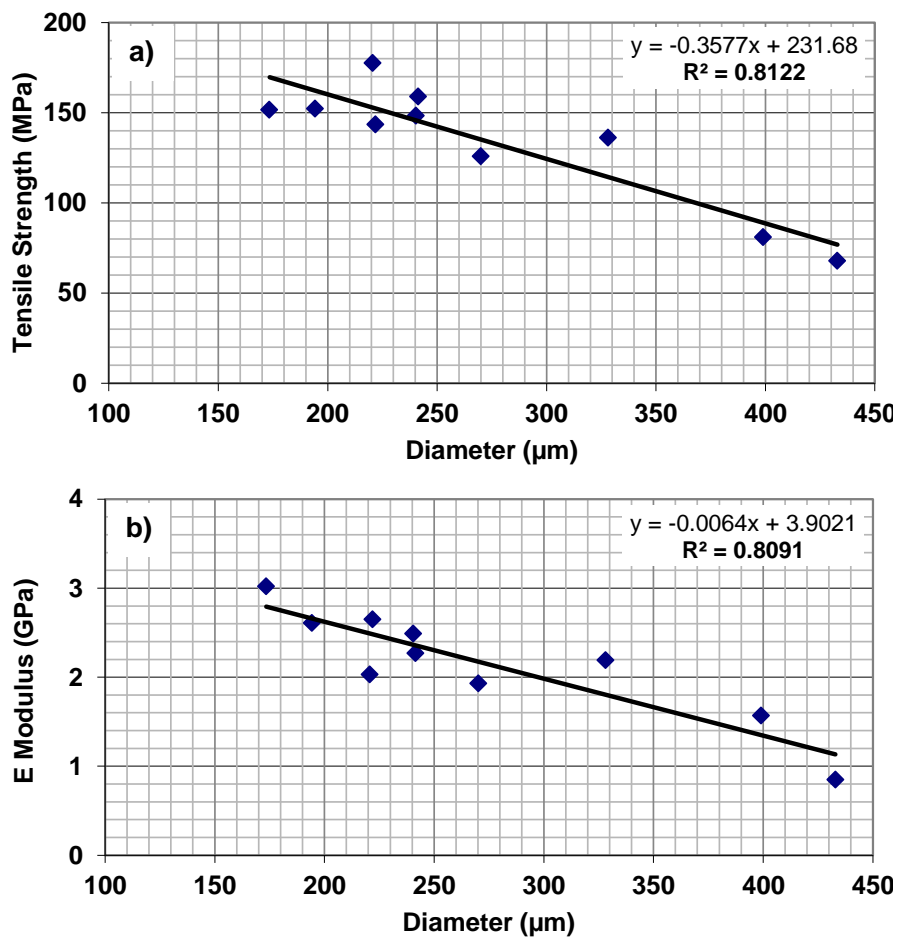 a)
y = -0.3577x + 231.68
R² = 0.8122
Tensile Strength (MPa)
200
150
100
50
0
100 150 200 250 300 350 400 450
Diameter (µm)
b)
y = -0.0064x + 3.9021
R² = 0.8091
E Modulus (GPa)
4
3
2
1
0
100 150 200 250 300 350 400 450
Diameter (µm)